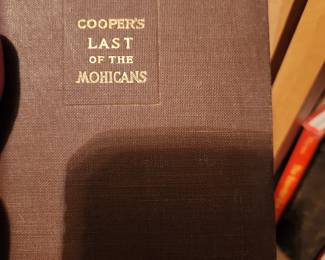 COOPER'S
LAST
OF THE
MOHICANS